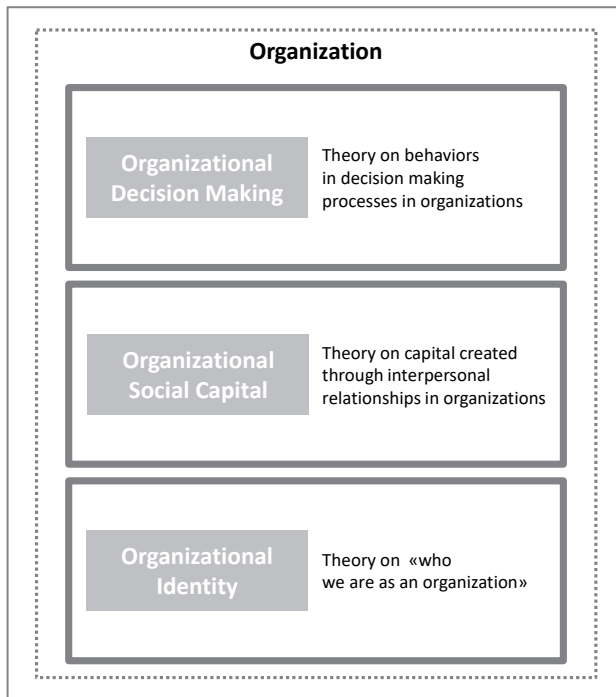 Organization
Organizational
Decision Making
Theory on behaviors
in decision making
processes in organizations
Organizational
Social Capital
Theory on capital created
through interpersonal
relationships in organizations
Organizational
Identity
Theory on «who
we are as an organization»